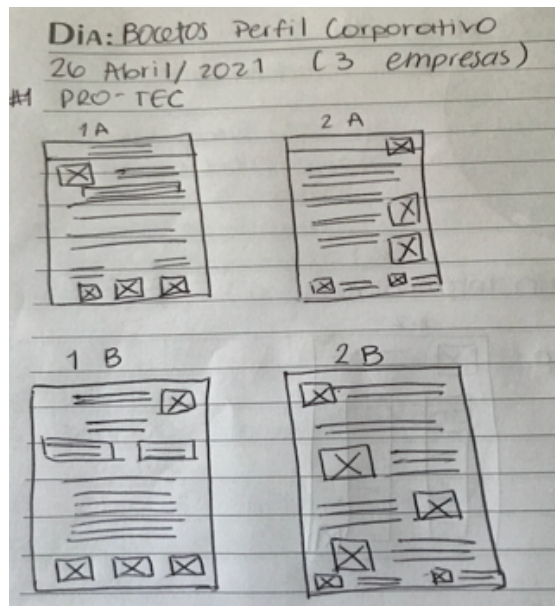 Dia: Bocetos Perfil Corporativo
26 Abril/2021 (3 empresas)
#1 PRO-TEC
1A 2 A
1 B 2B